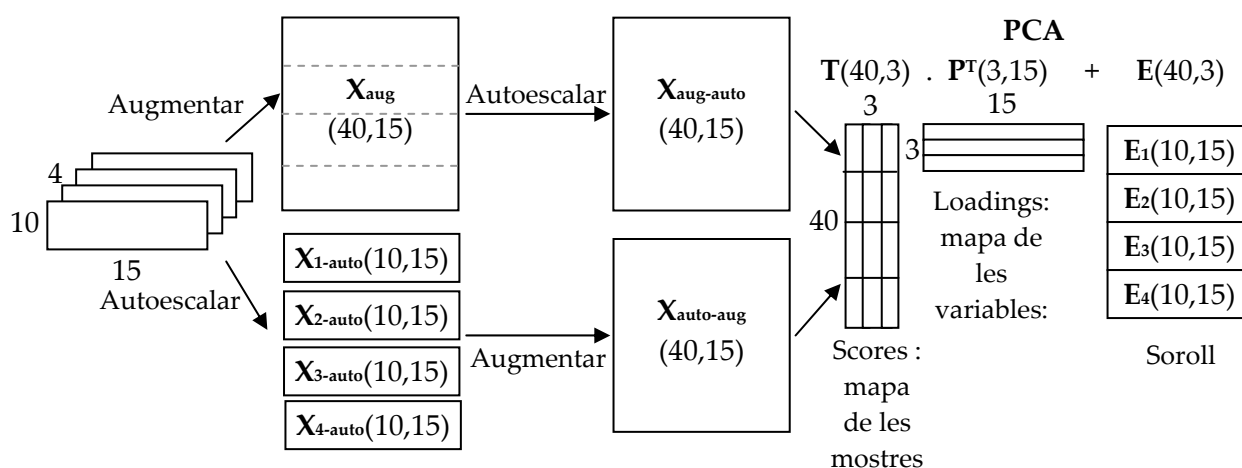 PCA
T(40,3) . Pᵀ(3,15) + E(40,3)
Augmentar
Xaug
(40,15)
Autoescalar
Xaug-auto
(40,15)
3
15
3
4
10
15
Autoescalar
X1-auto(10,15)
X2-auto(10,15)
X3-auto(10,15)
X4-auto(10,15)
Augmentar
Xauto-aug
(40,15)
40
Scores :
mapa
de les
mostres
Loadings:
mapa de
les
variables:
E1(10,15)
E2(10,15)
E3(10,15)
E4(10,15)
Soroll